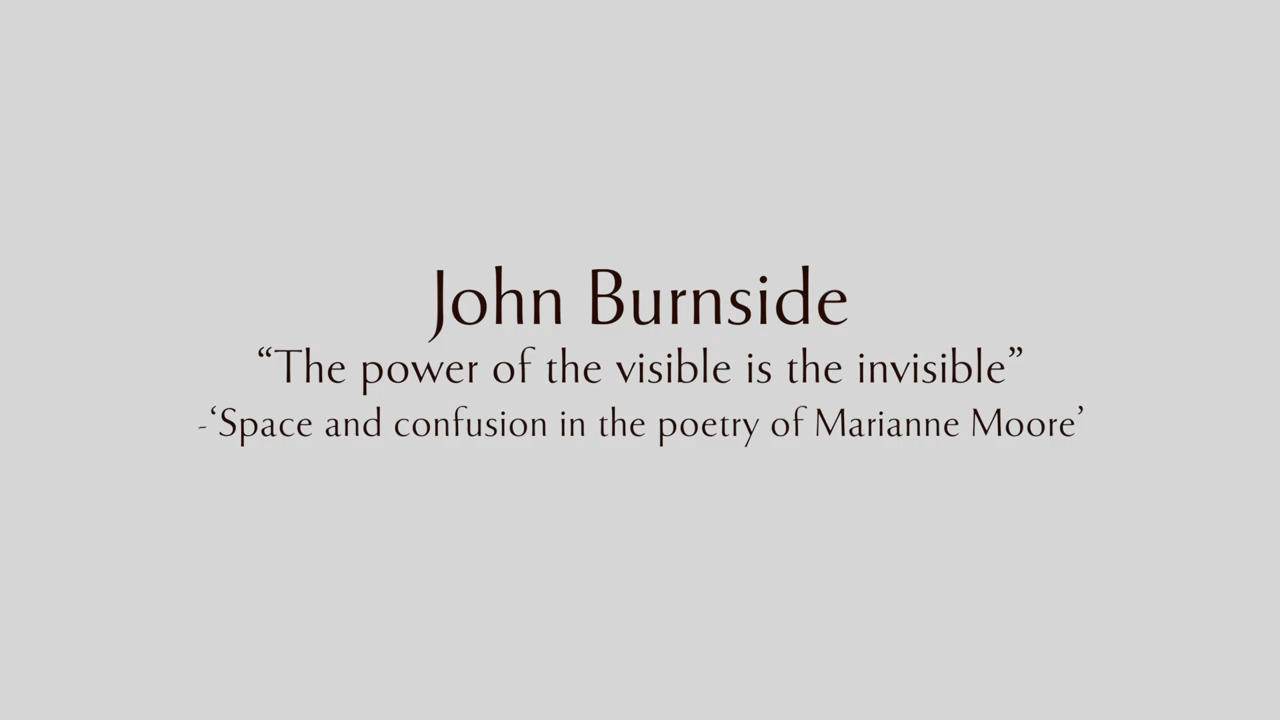 John Burnside
“The power of the visible is the invisible”
-‘Space and confusion in the poetry of Marianne Moore’